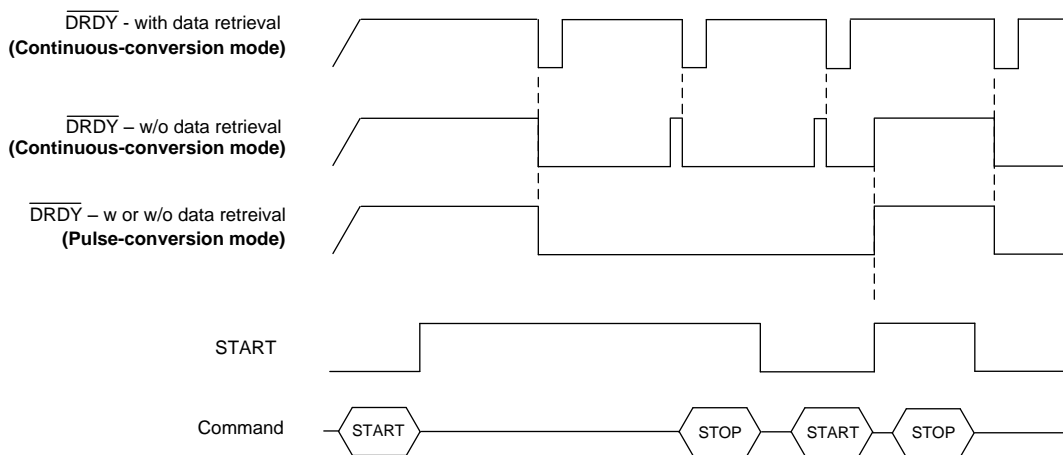 DRDY - with data retrieval
(Continuous-conversion mode)
DRDY – w/o data retrieval
(Continuous-conversion mode)
DRDY – w or w/o data retreival
(Pulse-conversion mode)
START
Command
START
STOP
START
STOP